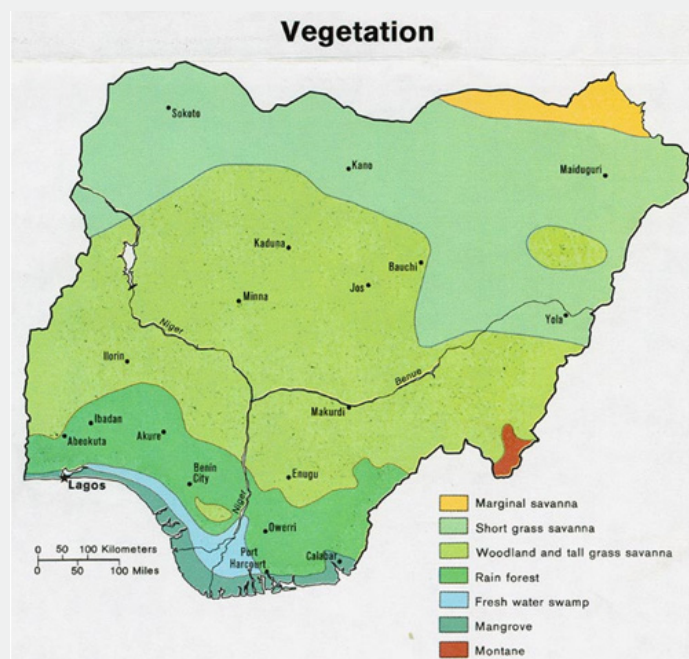 Vegetation
Sokoto
Kano
Maiduguri
Kaduna
Bauchi
Jos
Minna
Yola
Niger
Ilorin
Benue
Makurdi
Ibadan
Abeokuta
Akure
Enugu
Benin
City
Lagos
Niger
Owerri
Port
Harcourt
Calabar
0 50 100 Kilometers
0 50 100 Miles
Marginal savanna
Short grass savanna
Woodland and tall grass savanna
Rain forest
Fresh water swamp
Mangrove
Montane